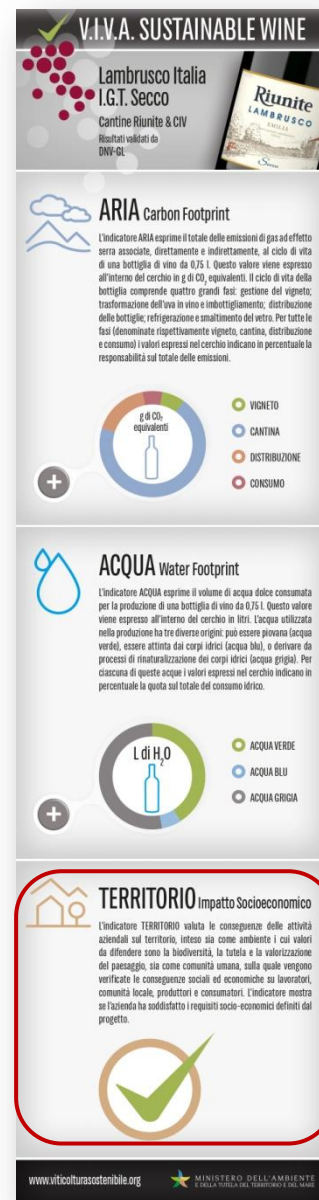 V.I.V.A. SUSTAINABLE WINE
Lambrusco Italia
I.G.T. Secco
Cantine Riunite & CIV
Risultati validati da
DNV-GL
Riunite
LAMBRUSCO
EMILIA
Secco
ARIA Carbon Footprint
L'indicatore ARIA esprime il totale delle emissioni di gas ad effetto
serra associate, direttamente e indirettamente, al ciclo di vita
di una bottiglia di vino da 0,75 l. Questo valore viene espresso
all'interno del cerchio in g di CO₂ equivalenti. Il ciclo di vita della
bottiglia comprende quattro grandi fasi: gestione del vigneto;
trasformazione dell'uva in vino e imbottigliamento; distribuzione
delle bottiglie; refrigerazione e smaltimento del vetro. Per tutte le
fasi (denominate rispettivamente vigneto, cantina, distribuzione
e consumo) i valori espressi nel cerchio indicano in percentuale la
responsabilità sul totale delle emissioni.
g di CO₂
equivalenti
VIGNETO
CANTINA
DISTRIBUZIONE
CONSUMO
ACQUA Water Footprint
L'indicatore ACQUA esprime il volume di acqua dolce consumata
per la produzione di una bottiglia di vino da 0,75 l. Questo valore
viene espresso all'interno del cerchio in litri. L'acqua utilizzata
nella produzione ha tre diverse origini: può essere piovana (acqua
verde), essere attinta dai corpi idrici (acqua blu), o derivare da
processi di rinaturalizzazione dei corpi idrici (acqua grigia). Per
ciascuna di queste acque i valori espressi nel cerchio indicano in
percentuale la quota sul totale del consumo idrico.
L di H₂O
ACQUA VERDE
ACQUA BLU
ACQUA GRIGIA
TERRITORIO Impatto Socioeconomico
L'indicatore TERRITORIO valuta le conseguenze delle attività
aziendali sul territorio, inteso sia come ambiente i cui valori
da difendere sono la biodiversità, la tutela e la valorizzazione
del paesaggio, sia come comunità umana, sulla quale vengono
verificate le conseguenze sociali ed economiche su lavoratori,
comunità locale, produttori e consumatori. L'indicatore mostra
se l'azienda ha soddisfatto i requisiti socio-economici definiti dal
progetto.
www.viticolturasostenibile.org
MINISTERO DELL'AMBIENTE
E DELLA TUTELA DEL TERRITORIO E DEL MARE